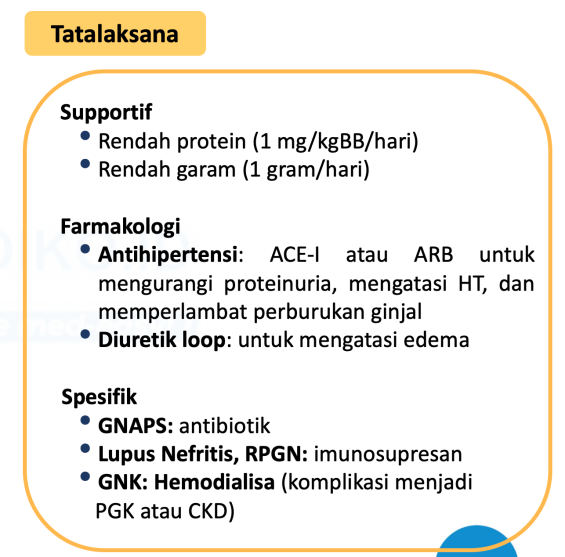 Tatalaksana
Supportif
• Rendah protein (1 mg/kgBB/hari)
• Rendah garam (1 gram/hari)
Farmakologi
• Antihipertensi: ACE-I atau ARB untuk
mengurangi proteinuria, mengatasi HT, dan
memperlambat perburukan ginjal
• Diuretik loop: untuk mengatasi edema
Spesifik
• GNAPS: antibiotik
• Lupus Nefritis, RPGN: imunosupresan
• GNK: Hemodialisa (komplikasi menjadi
PGK atau CKD)